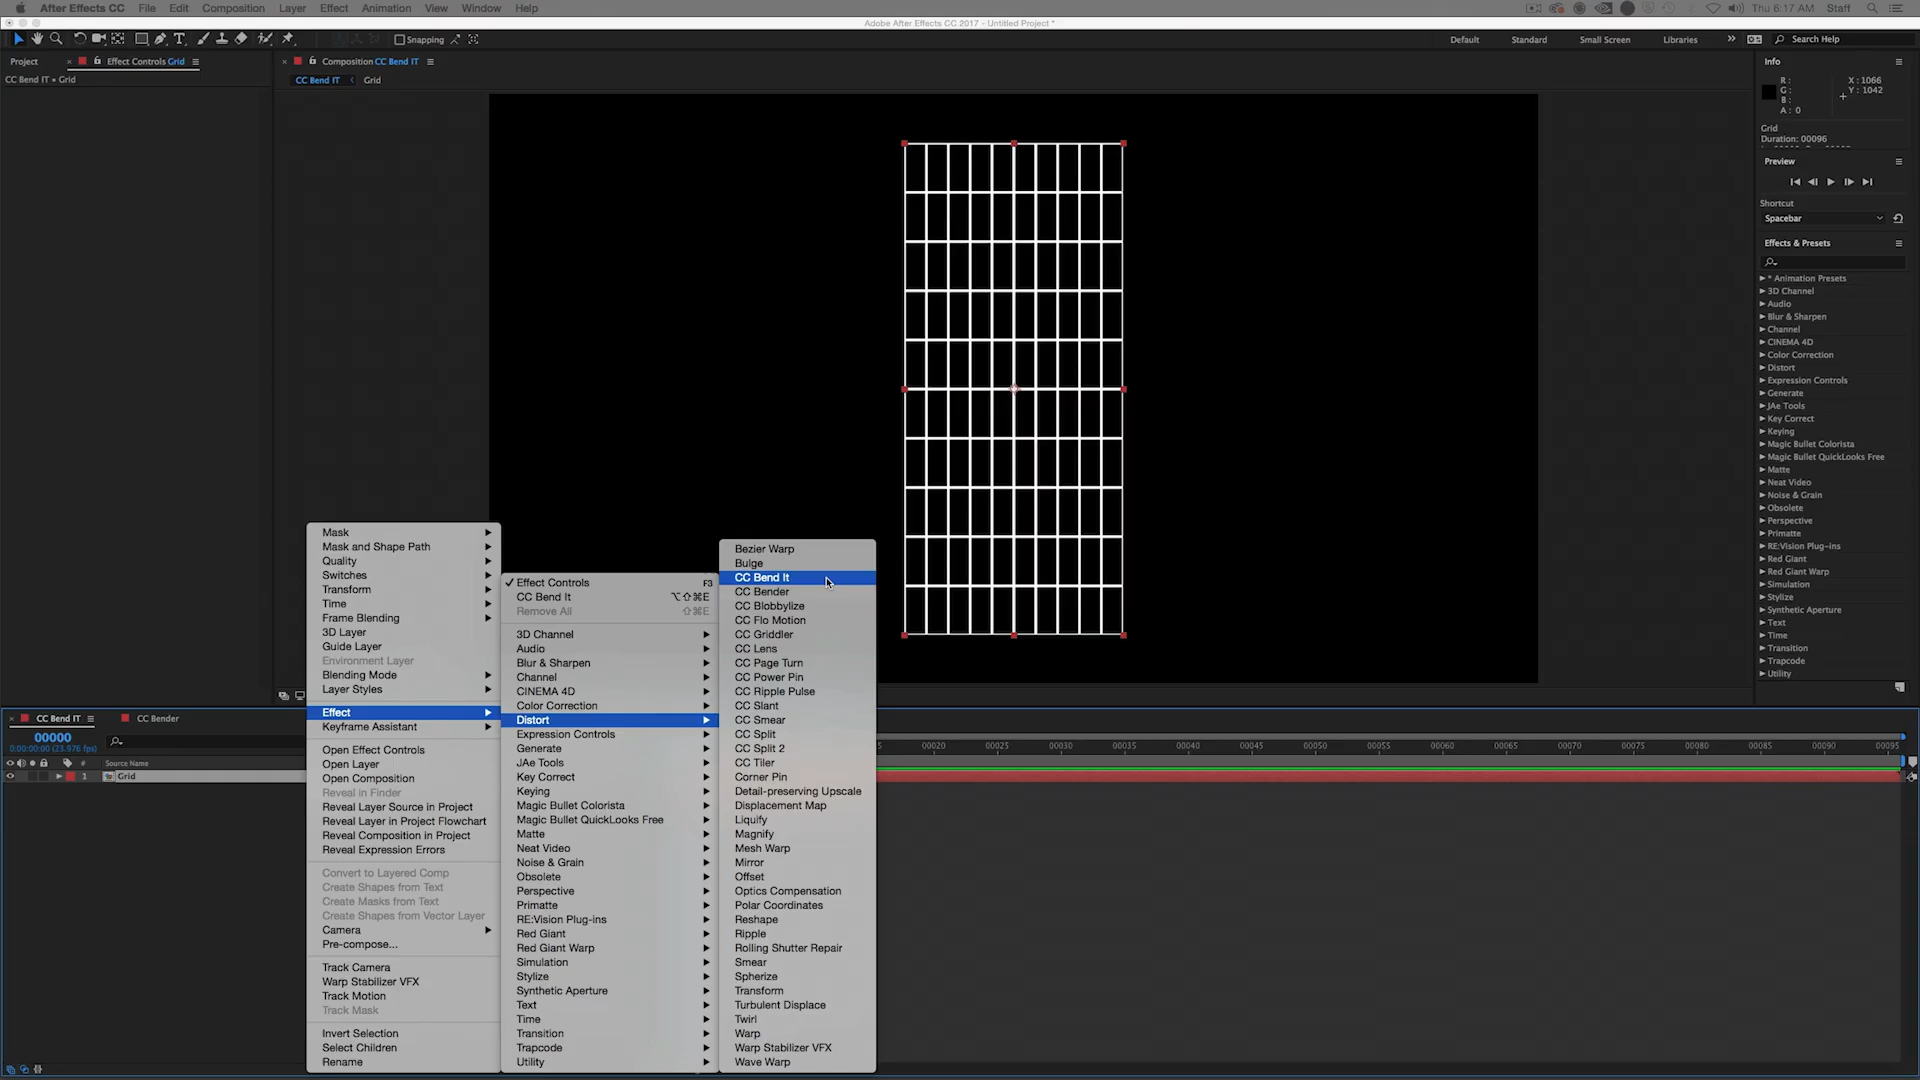 After Effects CC File Edit Composition Layer Effect Animation View Window Help Thu 6:17 AM Staff
Adobe After Effects CC 2017 - Untitled Project *
Snapping Default Standard Small Screen Libraries Search Help
Project Effect Controls Grid
CC Bend IT • Grid
Composition CC Bend IT
CC Bend IT Grid
Info
R:
G:
B:
A: 0
X: 1066
Y: 1042
Grid
Duration: 00096
Preview
Shortcut
Spacebar
Effects & Presets
* Animation Presets
3D Channel
Audio
Blur & Sharpen
Channel
CINEMA 4D
Color Correction
Distort
Expression Controls
Generate
JAe Tools
Key Correct
Keying
Magic Bullet Colorista
Magic Bullet QuickLooks Free
Matte
Neat Video
Noise & Grain
Obsolete
Perspective
Primatte
RE:Vision Plug-ins
Red Giant
Red Giant Warp
Simulation
Stylize
Synthetic Aperture
Text
Time
Transition
Trapcode
Utility
Mask
Mask and Shape Path
Quality
Switches
Transform
Time
Frame Blending
3D Layer
Guide Layer
Environment Layer
Blending Mode
Layer Styles
Effect
Keyframe Assistant
Open Effect Controls
Open Layer
Open Composition
Reveal in Finder
Reveal Layer Source in Project
Reveal Layer in Project Flowchart
Reveal Composition in Project
Reveal Expression Errors
Convert to Layered Comp
Create Shapes from Text
Create Masks from Text
Create Shapes from Vector Layer
Camera
Pre-compose...
Track Camera
Warp Stabilizer VFX
Track Motion
Track Mask
Invert Selection
Select Children
Rename
✓ Effect Controls F3
CC Bend It ⌥⇧⌘E
Remove All ⇧⌘E
3D Channel
Audio
Blur & Sharpen
Channel
CINEMA 4D
Color Correction
Distort
Expression Controls
Generate
JAe Tools
Key Correct
Keying
Magic Bullet Colorista
Magic Bullet QuickLooks Free
Matte
Neat Video
Noise & Grain
Obsolete
Perspective
Primatte
RE:Vision Plug-ins
Red Giant
Red Giant Warp
Simulation
Stylize
Synthetic Aperture
Text
Time
Transition
Trapcode
Utility
Bezier Warp
Bulge
CC Bend It
CC Bender
CC Blobbylize
CC Flo Motion
CC Griddler
CC Lens
CC Page Turn
CC Power Pin
CC Ripple Pulse
CC Slant
CC Smear
CC Split
CC Split 2
CC Tiler
Corner Pin
Detail-preserving Upscale
Displacement Map
Liquify
Magnify
Mesh Warp
Mirror
Offset
Optics Compensation
Polar Coordinates
Reshape
Ripple
Rolling Shutter Repair
Smear
Spherize
Transform
Turbulent Displace
Twirl
Warp
Warp Stabilizer VFX
Wave Warp
CC Bend IT CC Bender
00000
0:00:00:00 (23.976 fps)
# Source Name
1 Grid
5 00020 00025 00030 00035 00040 00045 00050 00055 00060 00065 00070 00075 00080 00085 00090 00095